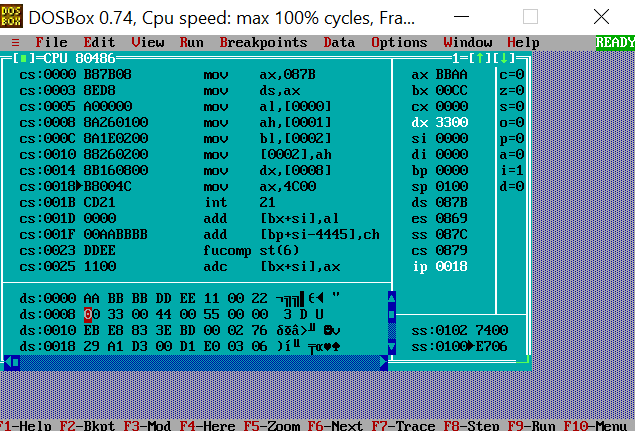 DOS
BOX
DOSBox 0.74, Cpu speed: max 100% cycles, Fra...
≡ File Edit View Run Breakpoints Data Options Window Help READY
[■]=CPU 80486 1=[↑][↓]
cs:0000 B87B08 mov ax,087B
cs:0003 8ED8 mov ds,ax
cs:0005 A00000 mov al,[0000]
cs:0008 8A260100 mov ah,[0001]
cs:000C 8A1E0200 mov bl,[0002]
cs:0010 88260200 mov [0002],ah
cs:0014 8B160800 mov dx,[0008]
cs:0018►B8004C mov ax,4C00
cs:001B CD21 int 21
cs:001D 0000 add [bx+si],al
cs:001F 00AABBBB add [bp+si-4445],ch
cs:0023 DDEE fucomp st(6)
cs:0025 1100 adc [bx+si],ax
ax BBAA c=0
bx 00CC z=0
cx 0000 s=0
dx 3300 o=0
si 0000 p=0
di 0000 a=0
bp 0000 i=1
sp 0100 d=0
ds 087B
es 0869
ss 087C
cs 0879
ip 0018
ds:0000 AA BB BB DD EE 11 00 22 ¬╗╗▌ε◄ "
ds:0008 00 33 00 44 00 55 00 00 3 D U
ds:0010 EB E8 83 3E BD 00 02 76 δΦâ>╜ ☻v
ds:0018 29 A1 D3 00 D1 E0 03 06 )í╙ ╤α♥♠
ss:0102 7400
ss:0100►E706
F1-Help F2-Bkpt F3-Mod F4-Here F5-Zoom F6-Next F7-Trace F8-Step F9-Run F10-Menu